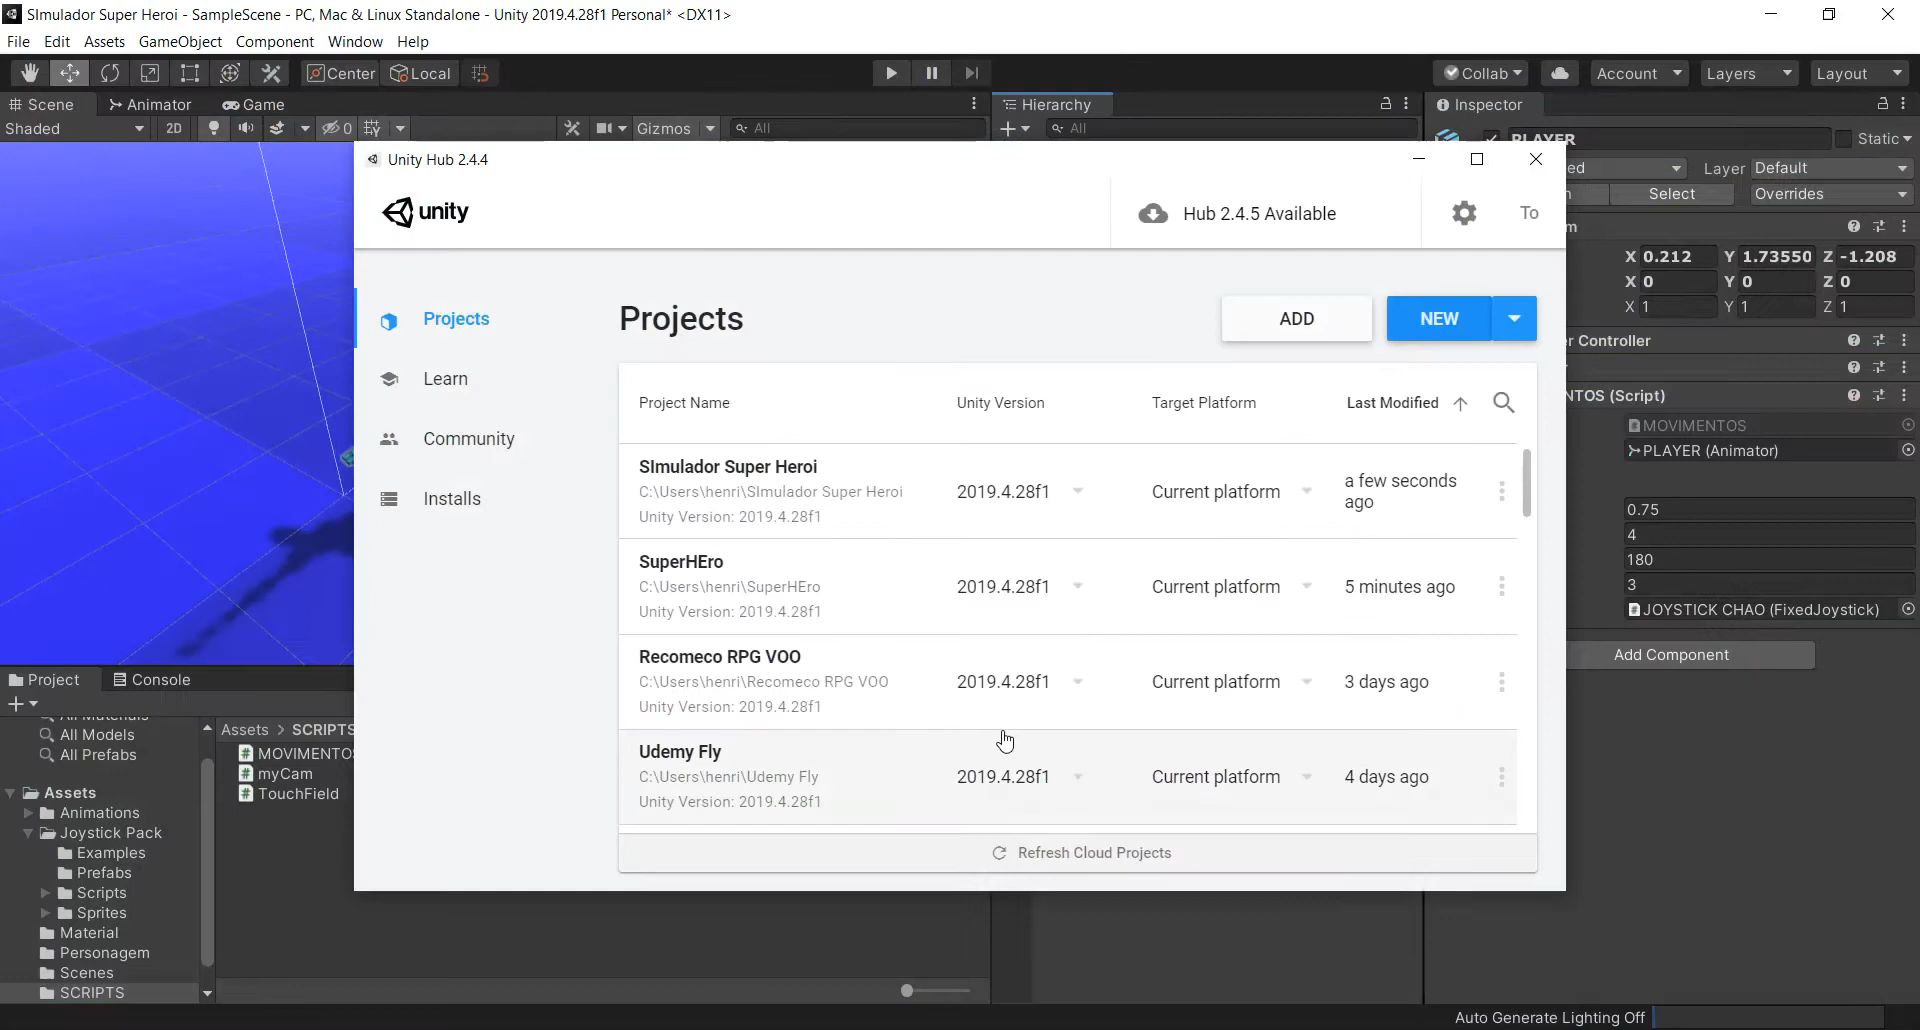 SImulador Super Heroi - SampleScene - PC, Mac & Linux Standalone - Unity 2019.4.28f1 Personal* <DX11>
File Edit Assets GameObject Component Window Help
Center Local Collab Account Layers Layout
Scene Animator Game Hierarchy Inspector
Shaded 2D 0 Gizmos All All
PLAYER Static
Layer Default
Select Overrides
X 0.212 Y 1.73550 Z -1.208
X 0 Y 0 Z 0
X 1 Y 1 Z 1
r Controller
NTOS (Script)
MOVIMENTOS
PLAYER (Animator)
0.75
4
180
3
JOYSTICK CHAO (FixedJoystick)
Add Component
Unity Hub 2.4.4
unity
Hub 2.4.5 Available
To
Projects
Learn
Community
Installs
Projects
ADD NEW
Project Name Unity Version Target Platform Last Modified
SImulador Super Heroi
C:\Users\henri\SImulador Super Heroi
Unity Version: 2019.4.28f1
2019.4.28f1 Current platform a few seconds
ago
SuperHEro
C:\Users\henri\SuperHEro
Unity Version: 2019.4.28f1
2019.4.28f1 Current platform 5 minutes ago
Recomeco RPG VOO
C:\Users\henri\Recomeco RPG VOO
Unity Version: 2019.4.28f1
2019.4.28f1 Current platform 3 days ago
Udemy Fly
C:\Users\henri\Udemy Fly
Unity Version: 2019.4.28f1
2019.4.28f1 Current platform 4 days ago
Refresh Cloud Projects
Project Console
All Materials
All Models
All Prefabs
Assets
Animations
Joystick Pack
Examples
Prefabs
Scripts
Sprites
Material
Personagem
Scenes
SCRIPTS
Assets > SCRIPTS
MOVIMENTOS
myCam
TouchField
Auto Generate Lighting Off